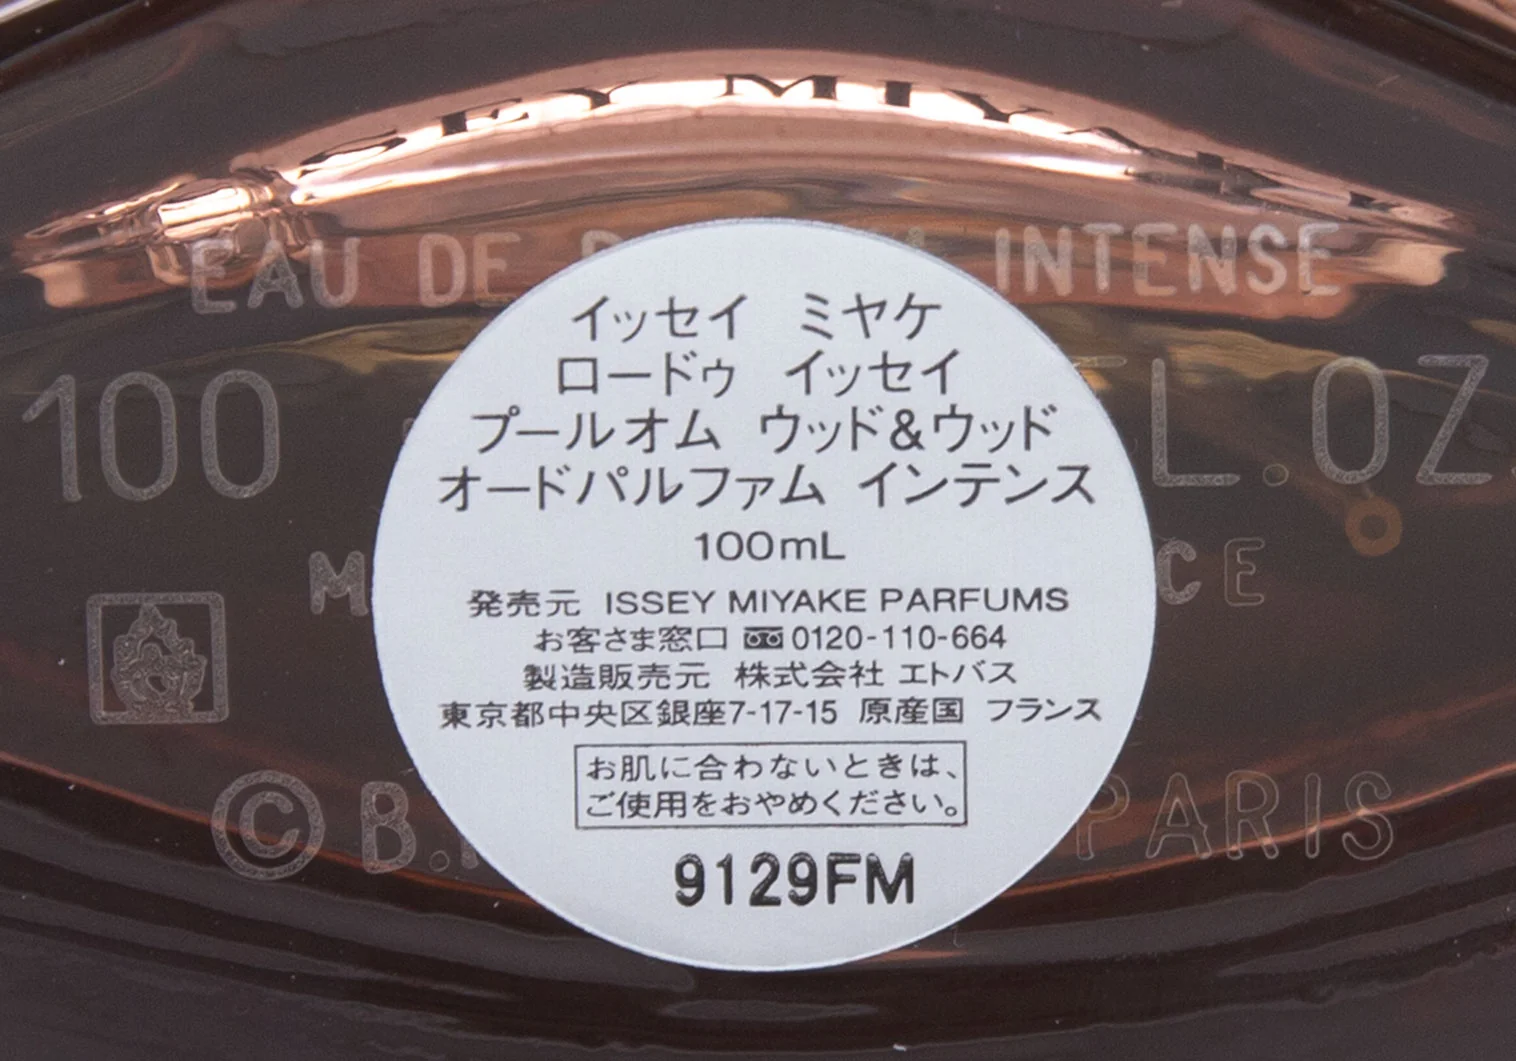 EAU DE INTENSE
イッセイ ミヤケ
ロードゥ イッセイ
プールオム ウッド&ウッド
オードパルファム インテンス
100 FL.OZ
100mL
発売元 ISSEY MIYAKE PARFUMS
お客さま窓口 0120-110-664
製造販売元 株式会社 エトバス
東京都中央区銀座7-17-15 原産国 フランス
お肌に合わないときは、
ご使用をおやめください。
© B. PARIS
9129FM